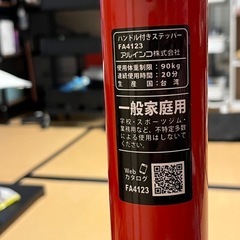 ハンドル付きステッパー
FA4123
アルインコ株式会社
使用体重制限：90kg
連続使用時間：20分
生産国：台湾
一般家庭用
学校・スポーツジム・
業務用など、不特定多数
による使用はしないで
ください。
Web
カタログ
FA4123